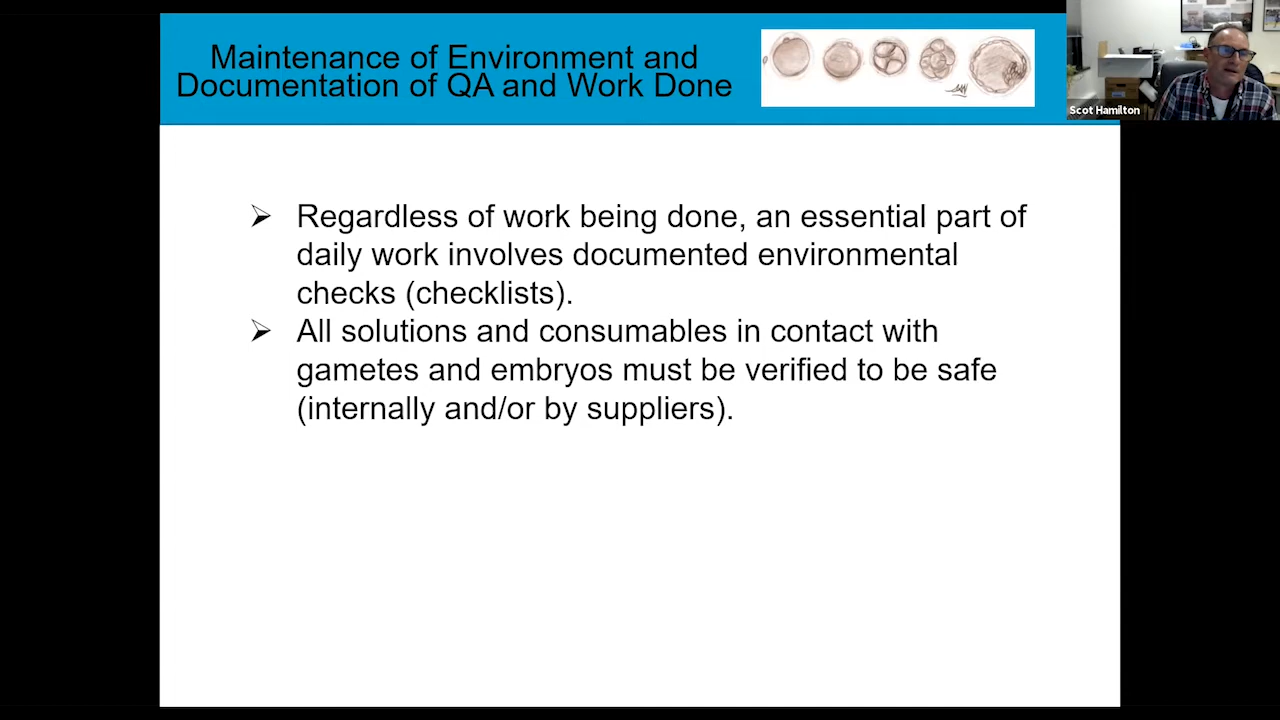 Maintenance of Environment and
Documentation of QA and Work Done
Scot Hamilton
➢ Regardless of work being done, an essential part of
daily work involves documented environmental
checks (checklists).
➢ All solutions and consumables in contact with
gametes and embryos must be verified to be safe
(internally and/or by suppliers).